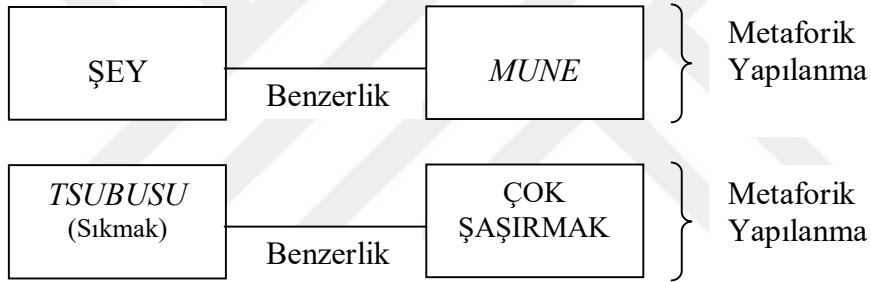 ŞEY
Benzerlik
MUNE
Metaforik
Yapılanma
TSUBUSU
(Sıkmak)
Benzerlik
ÇOK
ŞAŞIRMAK
Metaforik
Yapılanma